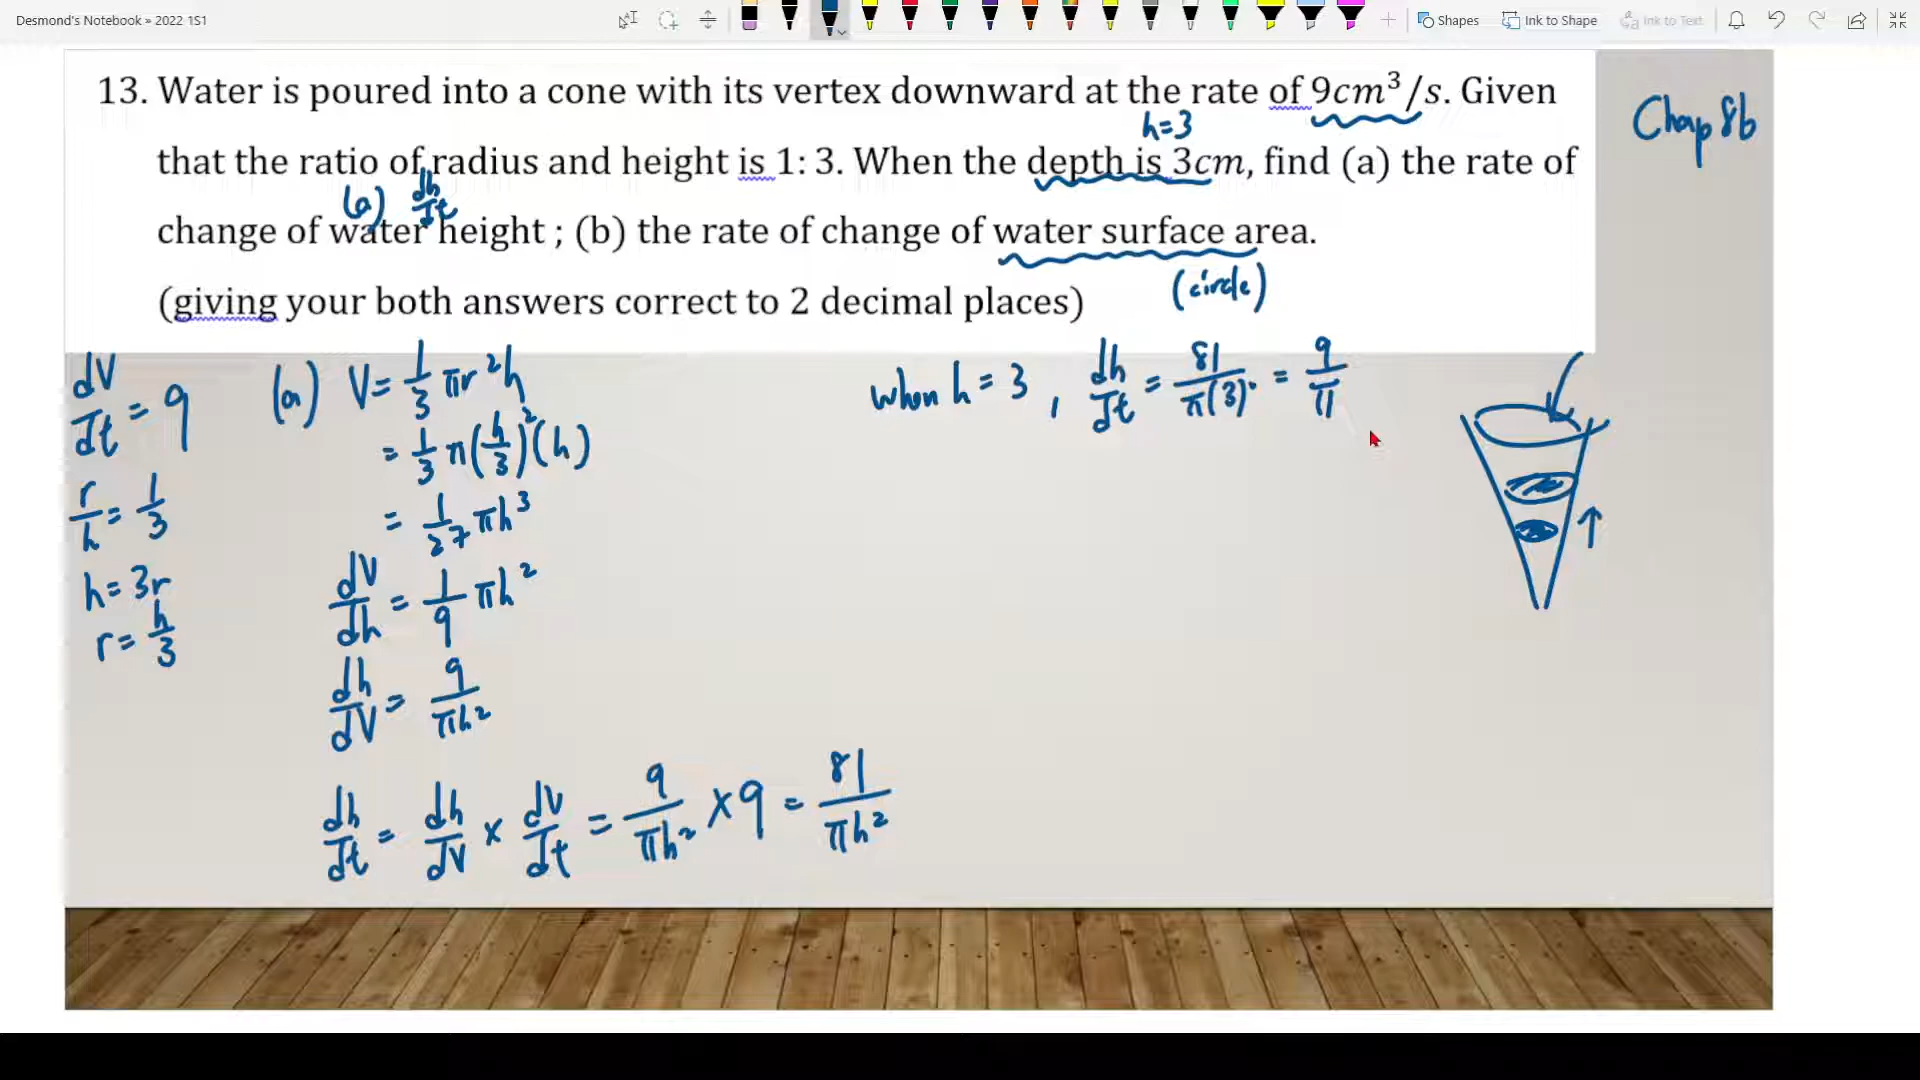 Desmond's Notebook » 2022 1S1
Shapes
Ink to Shape
Ink to Text
13. Water is poured into a cone with its vertex downward at the rate of 9cm³/s. Given
h=3
that the ratio of radius and height is 1: 3. When the depth is 3cm, find (a) the rate of
(a) dh/dt
change of water height ; (b) the rate of change of water surface area.
(circle)
(giving your both answers correct to 2 decimal places)
Chap 8b
dV/dt = 9
r/h = 1/3
h = 3r
r = h/3
(a) V = 1/3 πr²h
= 1/3 π(h/3)²(h)
= 1/27 πh³
dV/dh = 1/9 πh²
dh/dV = 9/πh²
dh/dt = dh/dV × dV/dt = 9/πh² × 9 = 81/πh²
when h = 3, dh/dt = 81/π(3)² = 9/π